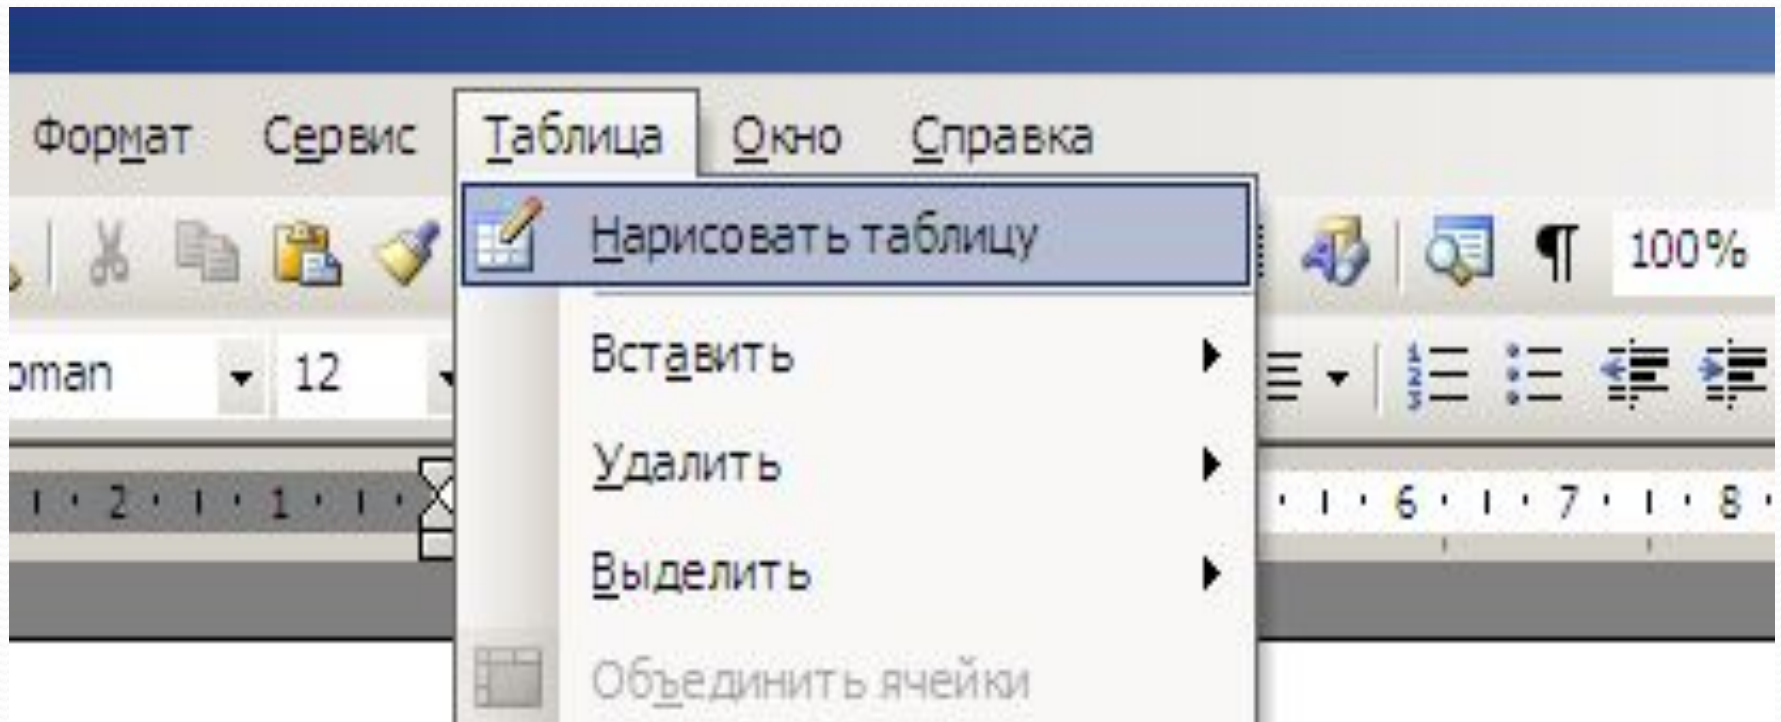 Формат Сервис Таблица Окно Справка
Нарисовать таблицу
100%
Вставить
12
Удалить
2 1 6 7 8
Выделить
Объединить ячейки